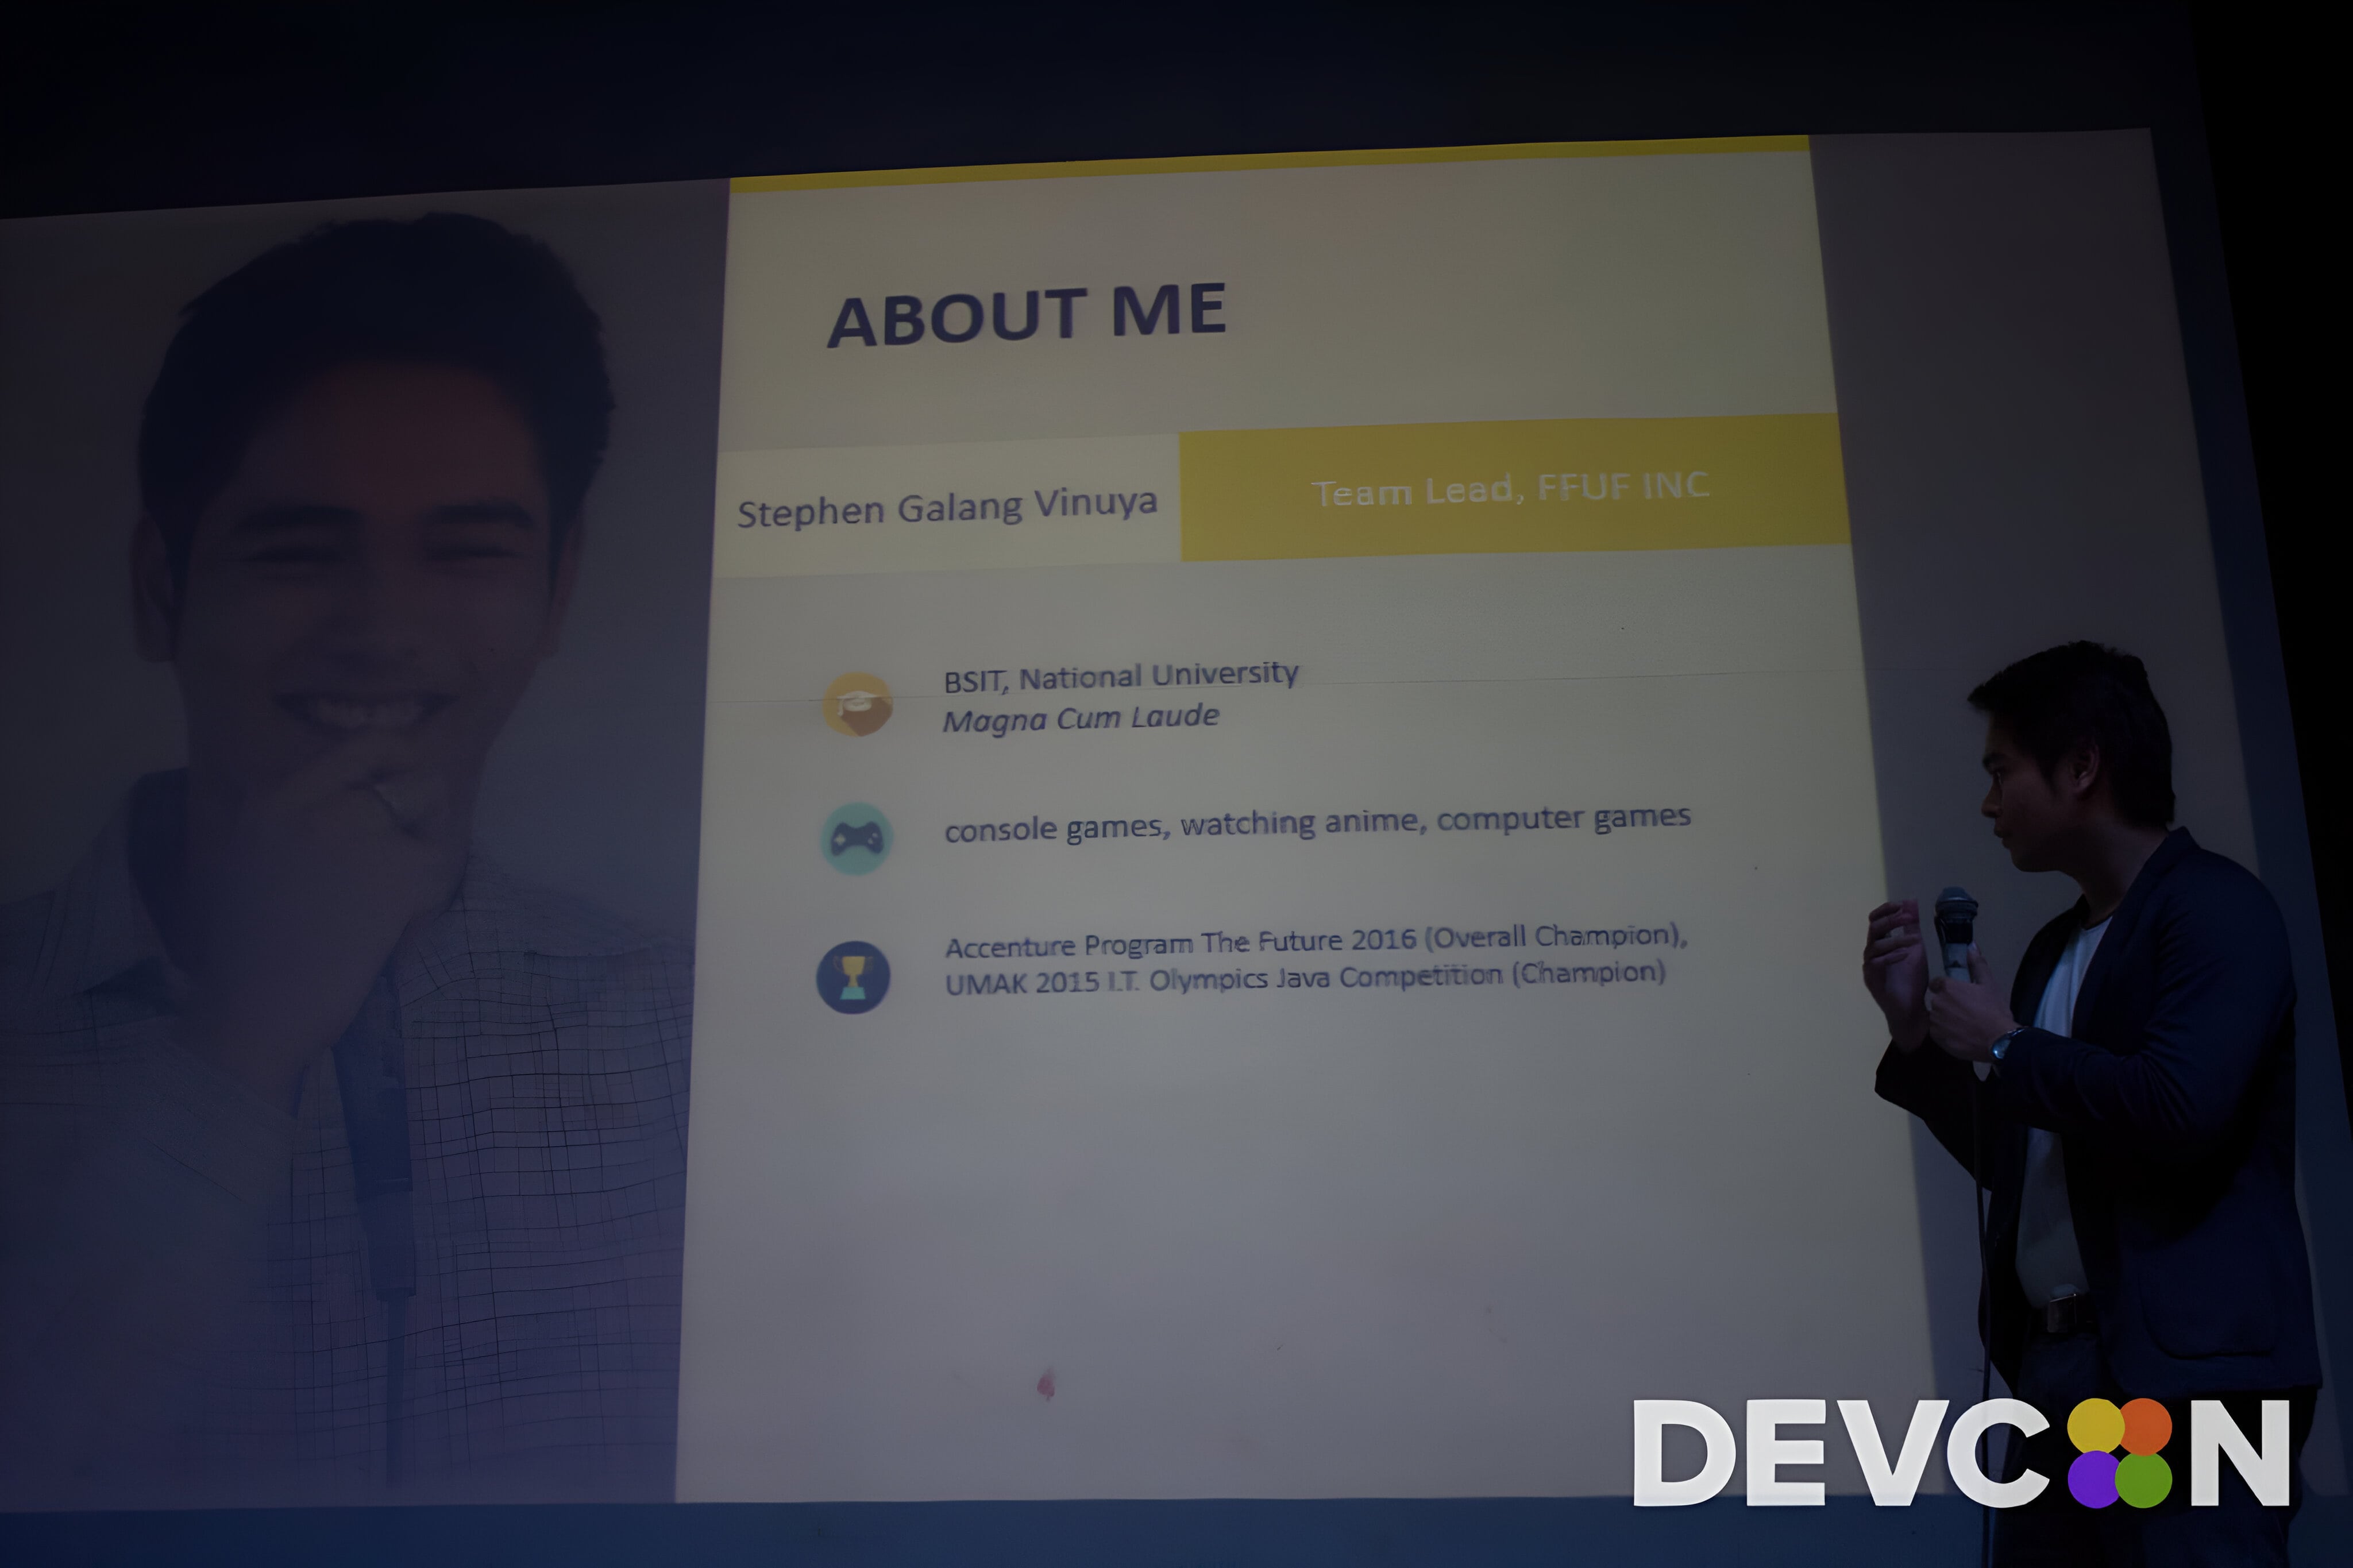 ABOUT ME
Stephen Galang Vinuya
Team Lead, FFUF INC
BSIT, National University
Magna Cum Laude
console games, watching anime, computer games
Accenture Program The Future 2016 (Overall Champion),
UMAK 2015 I.T. Olympics Java Competition (Champion)
DEVCON